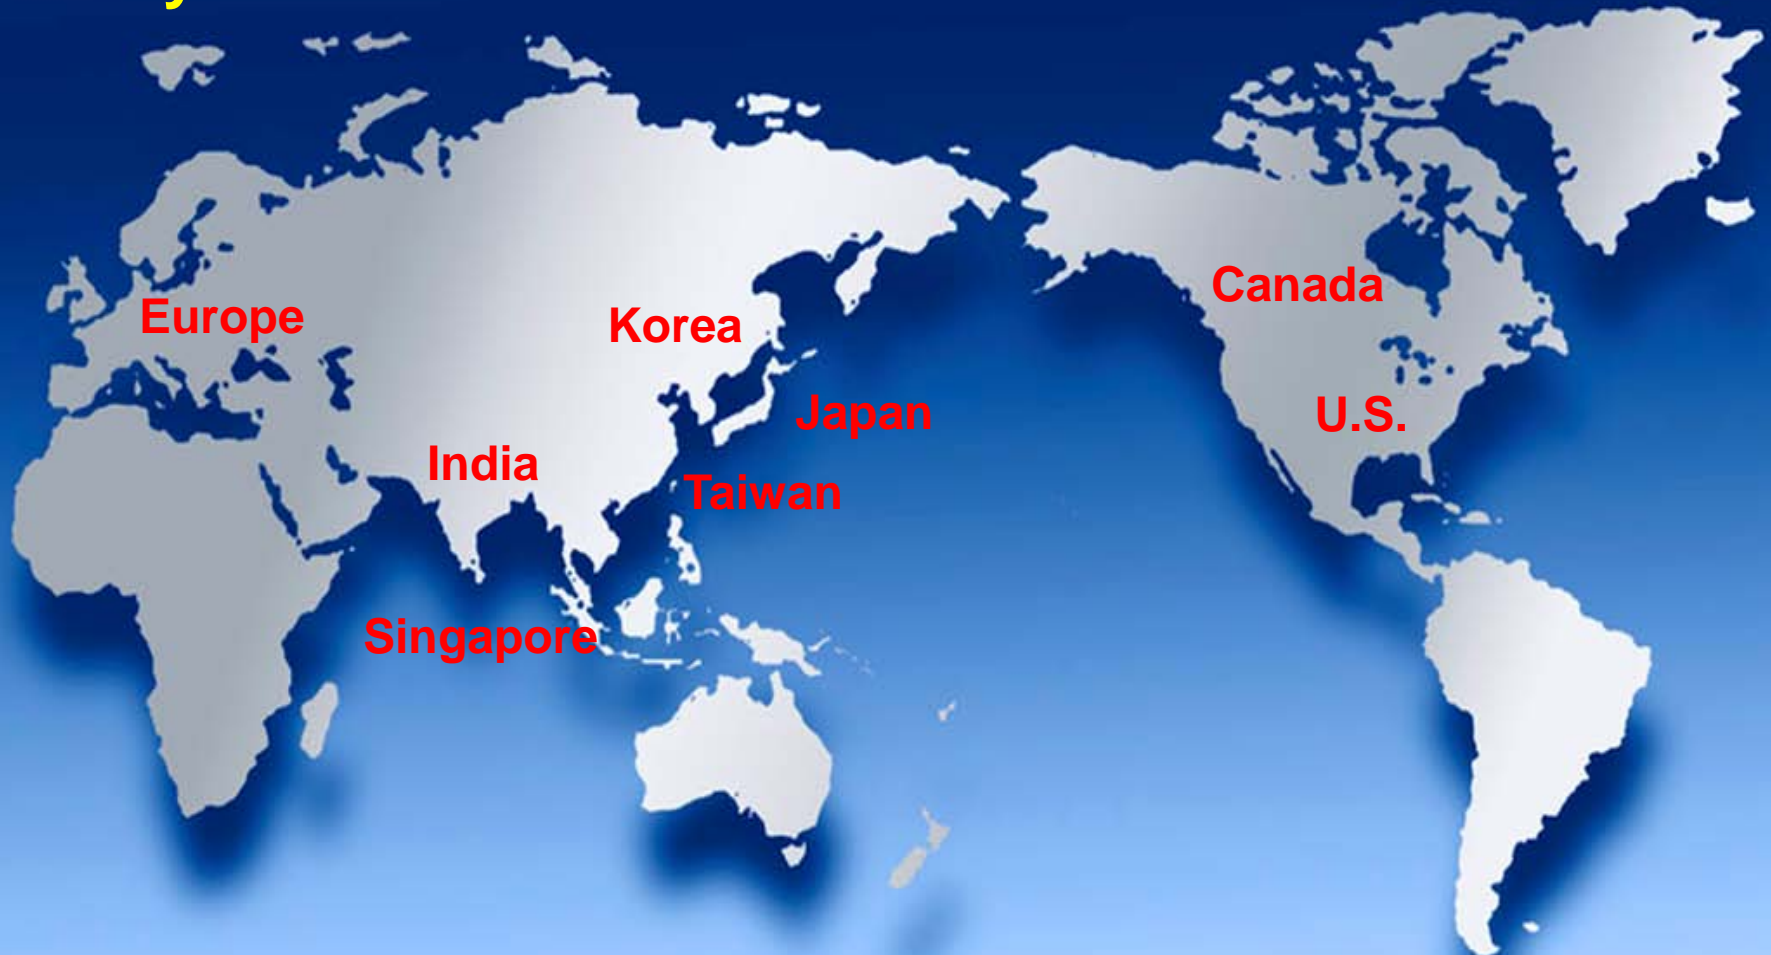 Canada
Europe
Korea
Japan
U.S.
India
Taiwan
Singapore